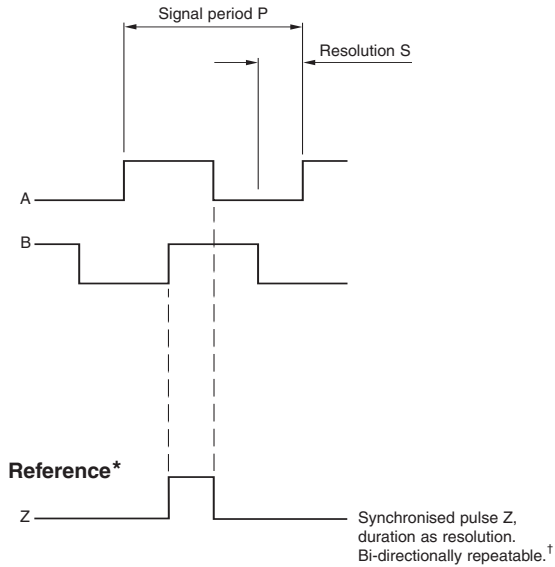 Signal period P
Resolution S
A
B
Reference*
Z
Synchronised pulse Z,
duration as resolution.
Bi-directionally repeatable.†